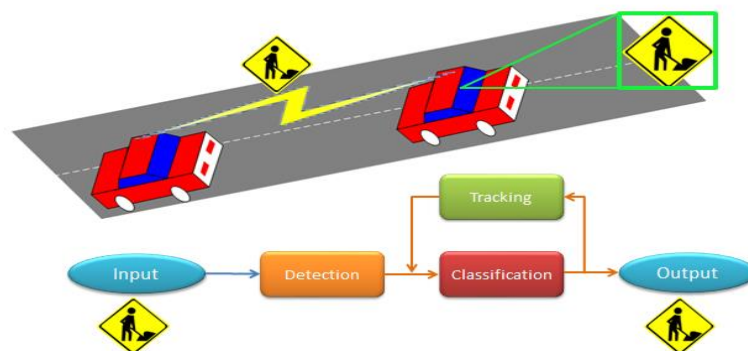 Tracking
Input
Detection
Classification
Output